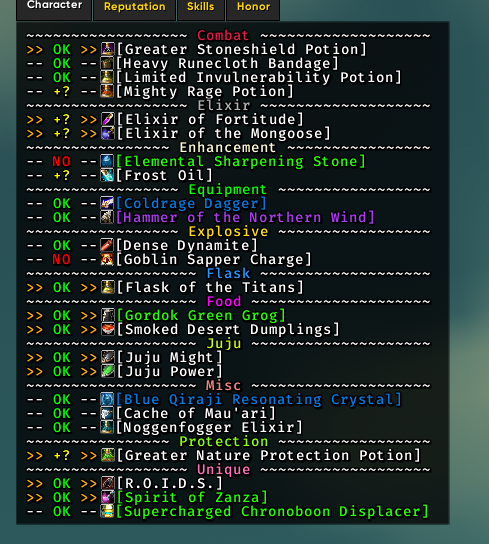 Character Reputation Skills Honor
~~~~~~~~~~~~~~~~~~ Combat ~~~~~~~~~~~~~~~~~~
>> OK >> [Greater Stoneshield Potion]
-- OK -- [Heavy Runecloth Bandage]
-- OK -- [Limited Invulnerability Potion]
-- +? -- [Mighty Rage Potion]
~~~~~~~~~~~~~~~~~~ Elixir ~~~~~~~~~~~~~~~~~~
>> +? >> [Elixir of Fortitude]
>> +? >> [Elixir of the Mongoose]
~~~~~~~~~~~~~~~~ Enhancement ~~~~~~~~~~~~~~~~
-- NO -- [Elemental Sharpening Stone]
-- +? -- [Frost Oil]
~~~~~~~~~~~~~~~~~ Equipment ~~~~~~~~~~~~~~~~~
-- OK -- [Coldrage Dagger]
-- OK -- [Hammer of the Northern Wind]
~~~~~~~~~~~~~~~~~ Explosive ~~~~~~~~~~~~~~~~~
-- OK -- [Dense Dynamite]
-- NO -- [Goblin Sapper Charge]
~~~~~~~~~~~~~~~~~~~ Flask ~~~~~~~~~~~~~~~~~~~
>> OK >> [Flask of the Titans]
~~~~~~~~~~~~~~~~~~~ Food ~~~~~~~~~~~~~~~~~~~
>> OK >> [Gordok Green Grog]
>> OK >> [Smoked Desert Dumplings]
~~~~~~~~~~~~~~~~~~~ Juju ~~~~~~~~~~~~~~~~~~~
>> OK >> [Juju Might]
>> OK >> [Juju Power]
~~~~~~~~~~~~~~~~~~~ Misc ~~~~~~~~~~~~~~~~~~~
-- OK -- [Blue Qiraji Resonating Crystal]
-- OK -- [Cache of Mau'ari]
-- OK -- [Noggenfogger Elixir]
~~~~~~~~~~~~~~~~ Protection ~~~~~~~~~~~~~~~~
>> +? >> [Greater Nature Protection Potion]
~~~~~~~~~~~~~~~~~~ Unique ~~~~~~~~~~~~~~~~~~
>> OK >> [R.O.I.D.S.]
>> OK >> [Spirit of Zanza]
-- OK -- [Supercharged Chronoboon Displacer]